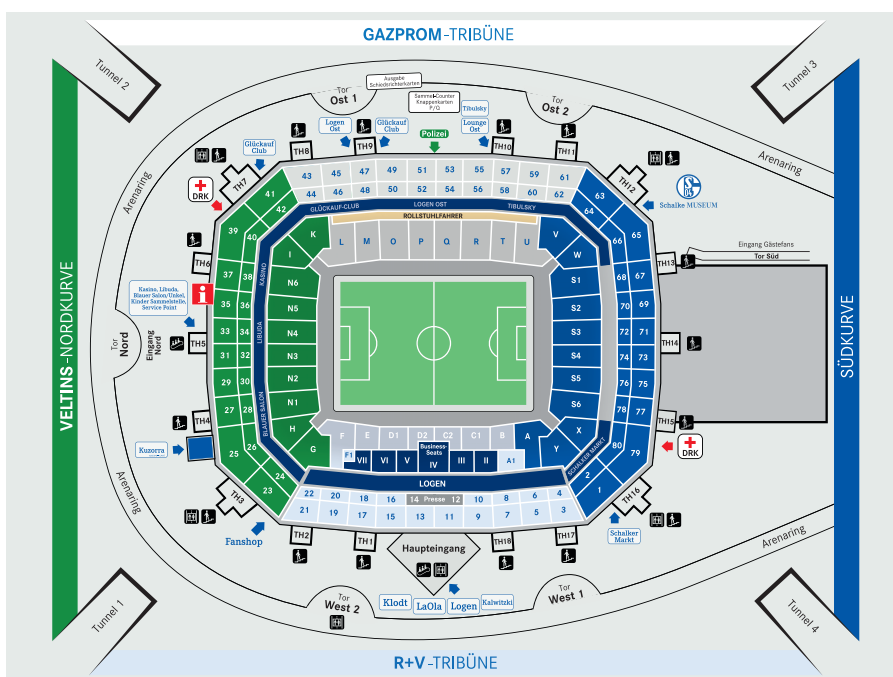 GAZPROM-TRIBÜNE
Tunnel 2
Tunnel 3
Tor
Ost 1
Ausgabe
Schiedsrichterkarten
Sammel-Counter
Knappenkarten
P/Q
Tibulsky
Tor
Ost 2
Logen
Ost
Glückauf
Club
Polizei
Lounge
Ost
Glückauf
Club
TH8
TH9
TH10
TH11
Arenaring
Arenaring
TH7
DRK
TH12
Schalke MUSEUM
43 45 47 49 51 53 55 57 59 61
44 46 48 50 52 54 56 58 60 62
41
42
63
64
GLÜCKAUF-CLUB
LOGEN OST
TIBULSKY
ROLLSTUHLFAHRER
39 40
K
L M O P Q R T U
V
66 65
I
W
TH6
KASINO
TH13
Eingang Gästefans
Tor Süd
37 38
N6
S1
68 67
Kasino, Libuda,
Blauer Salon/Unkel,
Kinder Sammelstelle,
Service Point
i
35 36
N5
S2
70 69
Tor
Nord
Eingang
Nord
TH5
33 34
LIBUDA
N4
S3
72 71
TH14
31 32
N3
S4
74 73
29 30
N2
S5
76 75
27 28
N1
S6
78 77
TH4
BLAUER SALON
TH15
DRK
Kuzorra
25 26
H
G
F E D1 D2 C2 C1 B A
X
Y
SCHALKER MARKT
80 79
F1 VII VI V
Business-
Seats
IV
III II A1
24
23
LOGEN
2
1
22 20 18 16 14 Presse 12 10 8 6 4
21 19 17 15 13 11 9 7 5 3
TH3
TH16
Fanshop
Schalker
Markt
TH2
TH1
Haupteingang
TH18
TH17
Arenaring
Arenaring
Tor
West 2
Klodt
LaOla
Logen
Kalwitzki
Tor
West 1
Tunnel 1
Tunnel 4
R+V-TRIBÜNE
VELTINS-NORDKURVE
SÜDKURVE